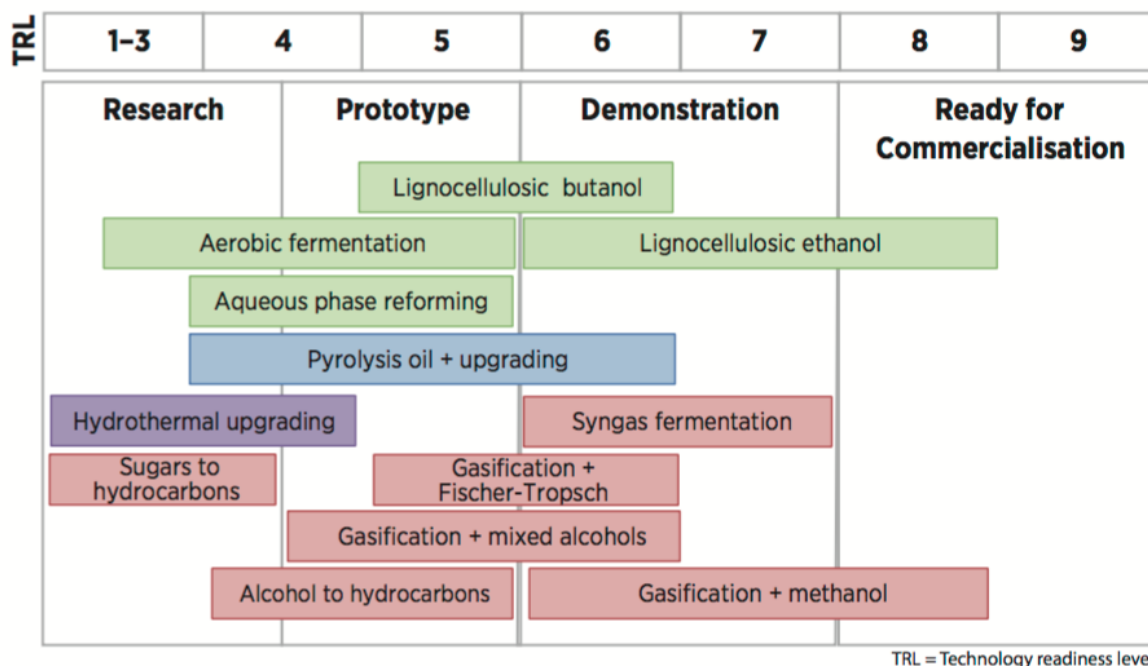 TRL
1–3 4 5 6 7 8 9
Research Prototype Demonstration Ready for
Commercialisation
Lignocellulosic butanol
Aerobic fermentation Lignocellulosic ethanol
Aqueous phase reforming
Pyrolysis oil + upgrading
Hydrothermal upgrading Syngas fermentation
Sugars to Gasification +
hydrocarbons Fischer-Tropsch
Gasification + mixed alcohols
Alcohol to hydrocarbons Gasification + methanol
TRL = Technology readiness leve